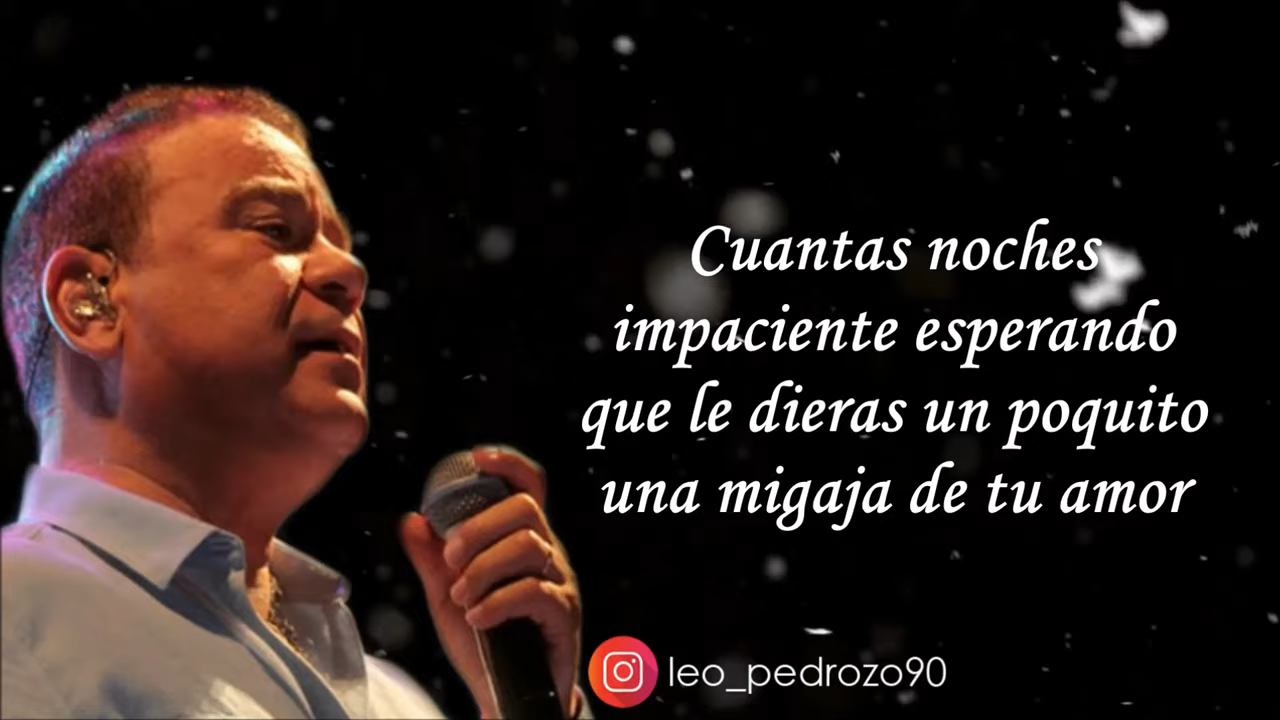 Cuantas noches
impaciente esperando
que le dieras un poquito
una migaja de tu amor
leo_pedrozo90